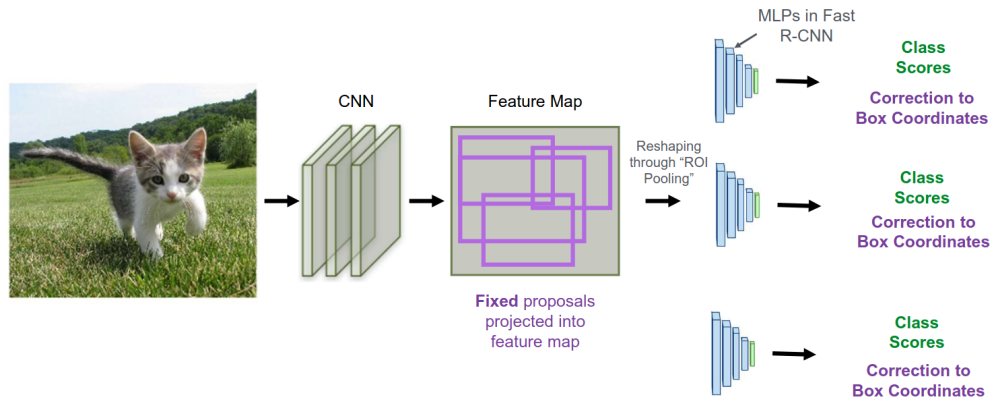 MLPs in Fast
R-CNN
Class
Scores
Correction to
Box Coordinates
CNN
Feature Map
Reshaping
through “ROI
Pooling”
Class
Scores
Correction to
Box Coordinates
Fixed proposals
projected into
feature map
Class
Scores
Correction to
Box Coordinates